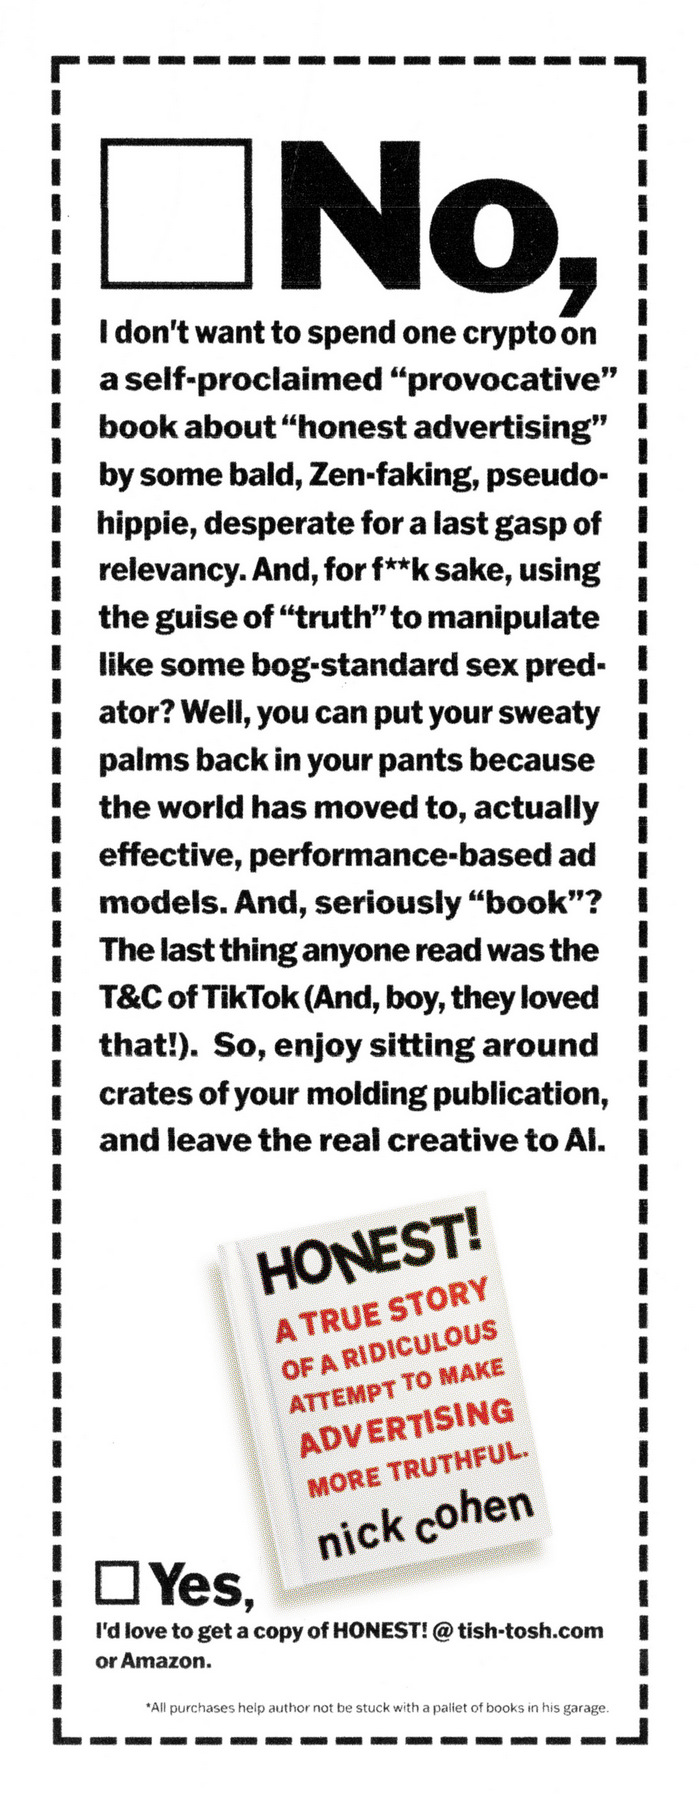 No,
I don't want to spend one crypto on
a self-proclaimed “provocative”
book about “honest advertising”
by some bald, Zen-faking, pseudo-
hippie, desperate for a last gasp of
relevancy. And, for f**k sake, using
the guise of “truth” to manipulate
like some bog-standard sex pred-
ator? Well, you can put your sweaty
palms back in your pants because
the world has moved to, actually
effective, performance-based ad
models. And, seriously “book”?
The last thing anyone read was the
T&C of TikTok (And, boy, they loved
that!). So, enjoy sitting around
crates of your molding publication,
and leave the real creative to AI.
HONEST!
A TRUE STORY
OF A RIDICULOUS
ATTEMPT TO MAKE
ADVERTISING
MORE TRUTHFUL.
nick cohen
Yes,
I'd love to get a copy of HONEST! @ tish-tosh.com
or Amazon.
*All purchases help author not be stuck with a pallet of books in his garage.